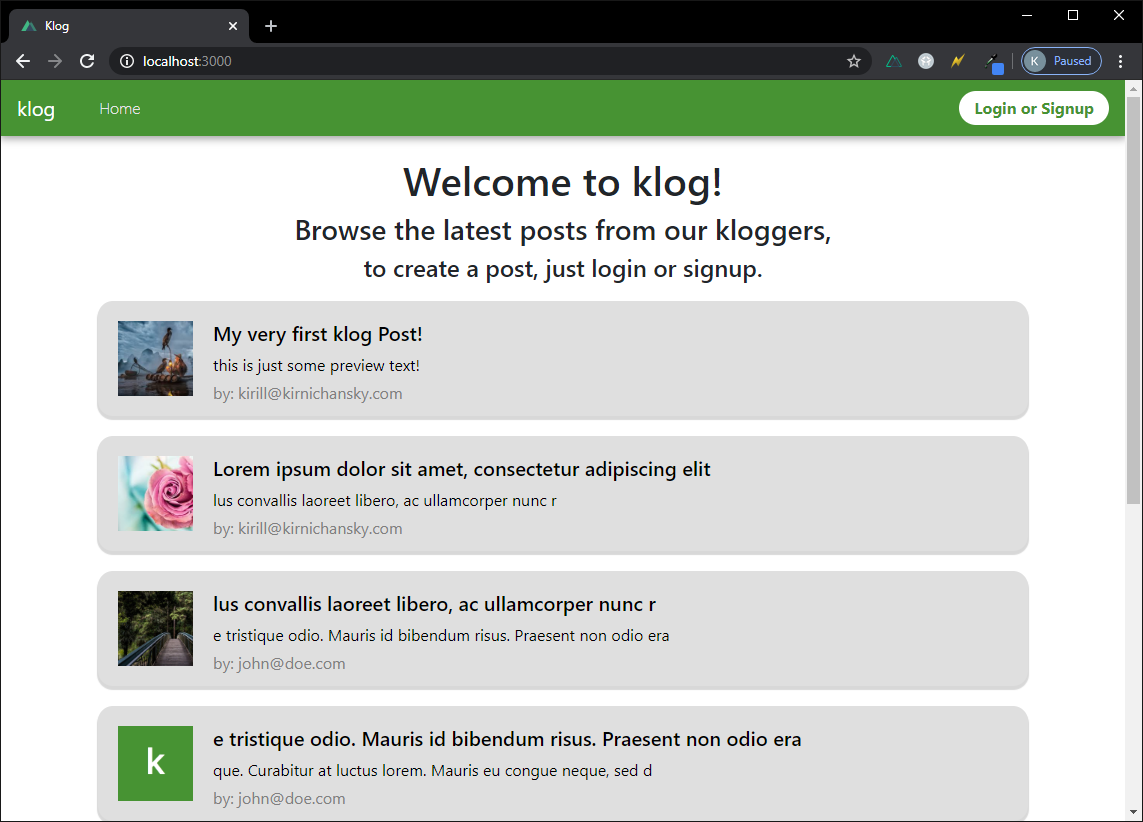 Klog
localhost:3000
K Paused
klog Home Login or Signup
Welcome to klog!
Browse the latest posts from our kloggers,
to create a post, just login or signup.
My very first klog Post!
this is just some preview text!
by: kirill@kirnichansky.com
Lorem ipsum dolor sit amet, consectetur adipiscing elit
lus convallis laoreet libero, ac ullamcorper nunc r
by: kirill@kirnichansky.com
lus convallis laoreet libero, ac ullamcorper nunc r
e tristique odio. Mauris id bibendum risus. Praesent non odio era
by: john@doe.com
k
e tristique odio. Mauris id bibendum risus. Praesent non odio era
que. Curabitur at luctus lorem. Mauris eu congue neque, sed d
by: john@doe.com